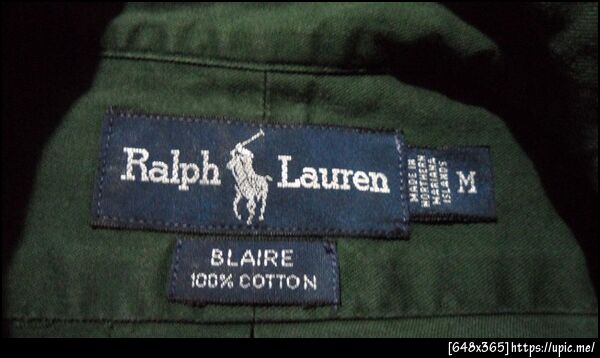 Ralph Lauren
MADE IN
NORTHERN
MARIANA
ISLANDS
M
BLAIRE
100% COTTON
[648x365]https://upic.me/